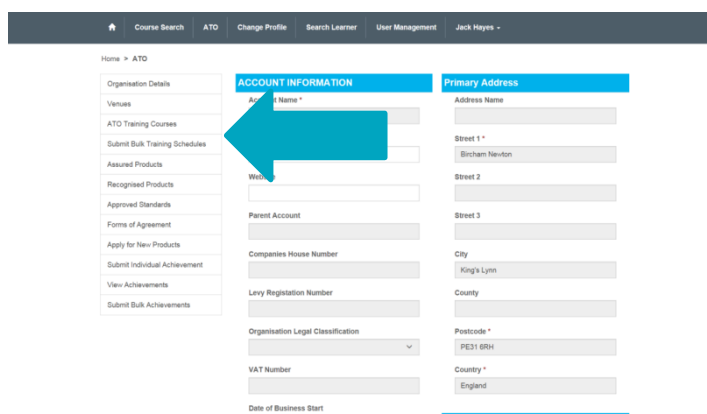 Course Search
ATO
Change Profile
Search Learner
User Management
Jack Hayes
Home > ATO
Organisation Details
Venues
ATO Training Courses
Submit Bulk Training Schedules
Assured Products
Recognised Products
Approved Standards
Forms of Agreement
Apply for New Products
Submit Individual Achievement
View Achievements
Submit Bulk Achievements
ACCOUNT INFORMATION
Name *
Parent Account
Companies House Number
Levy Registation Number
Organisation Legal Classification
VAT Number
Date of Business Start
Primary Address
Address Name
Street 1 *
Bircham Newton
Street 2
Street 3
City
King's Lynn
County
Postcode *
PE31 6RH
Country *
England